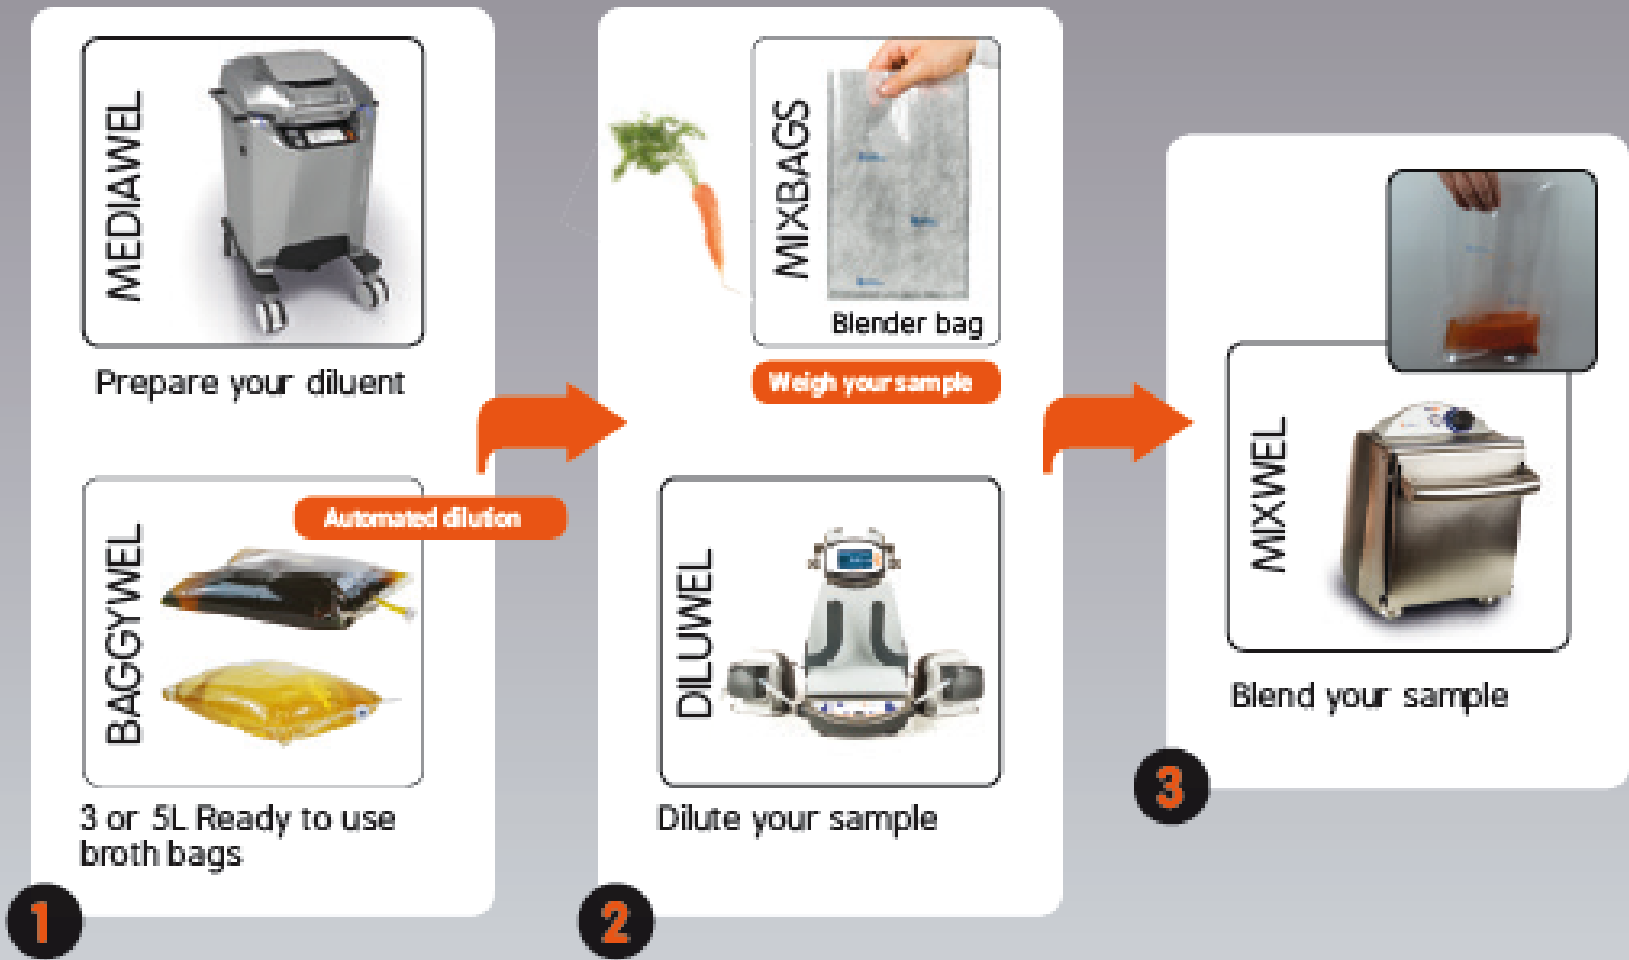 MEDIAWEL
Prepare your diluent
Automated dilution
BAGGYWEL
3 or 5L Ready to use
broth bags
1
MIXBAGS
Blender bag
Weigh your sample
DILUWEL
Dilute your sample
2
MIXWEL
Blend your sample
3